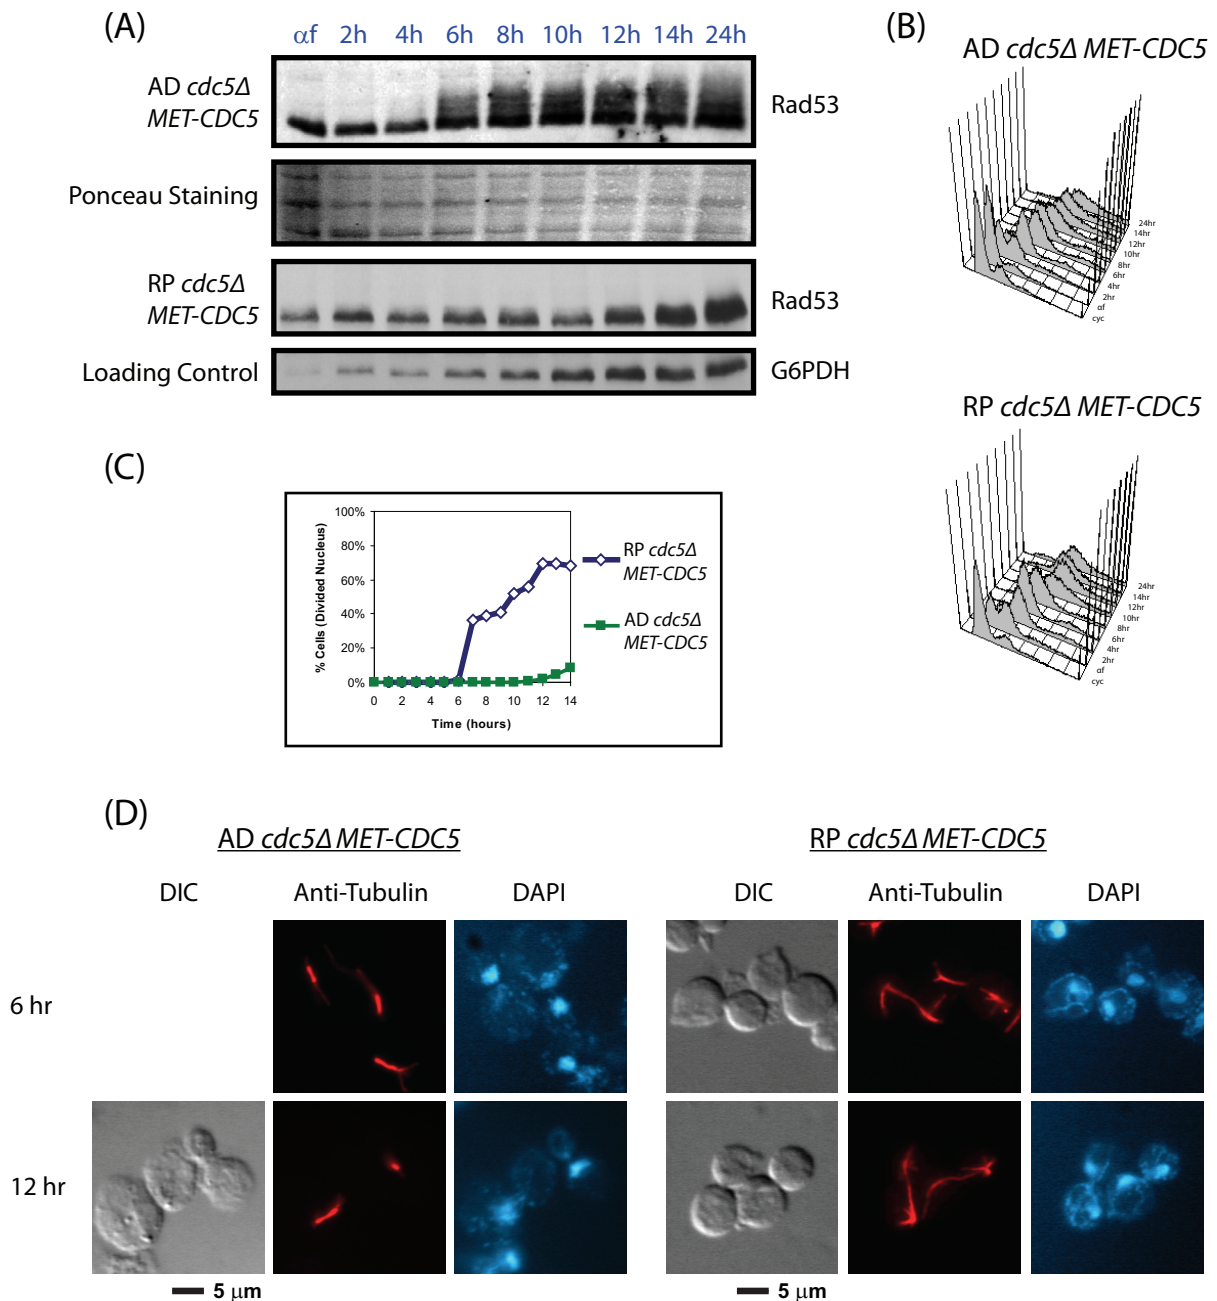 (A)
αf 2h 4h 6h 8h 10h 12h 14h 24h
AD cdc5Δ
MET-CDC5
Rad53
Ponceau Staining
RP cdc5Δ
MET-CDC5
Rad53
Loading Control
G6PDH
(B)
AD cdc5Δ MET-CDC5
24hr
14hr
12hr
10hr
8hr
6hr
4hr
2hr
αf
cyc
RP cdc5Δ MET-CDC5
24hr
14hr
12hr
10hr
8hr
6hr
4hr
2hr
αf
cyc
(C)
% Cells (Divided Nucleus)
100%
80%
60%
40%
20%
0%
0 2 4 6 8 10 12 14
Time (hours)
RP cdc5Δ
MET-CDC5
AD cdc5Δ
MET-CDC5
(D)
AD cdc5Δ MET-CDC5
RP cdc5Δ MET-CDC5
DIC Anti-Tubulin DAPI
DIC Anti-Tubulin DAPI
6 hr
12 hr
5 μm
5 μm